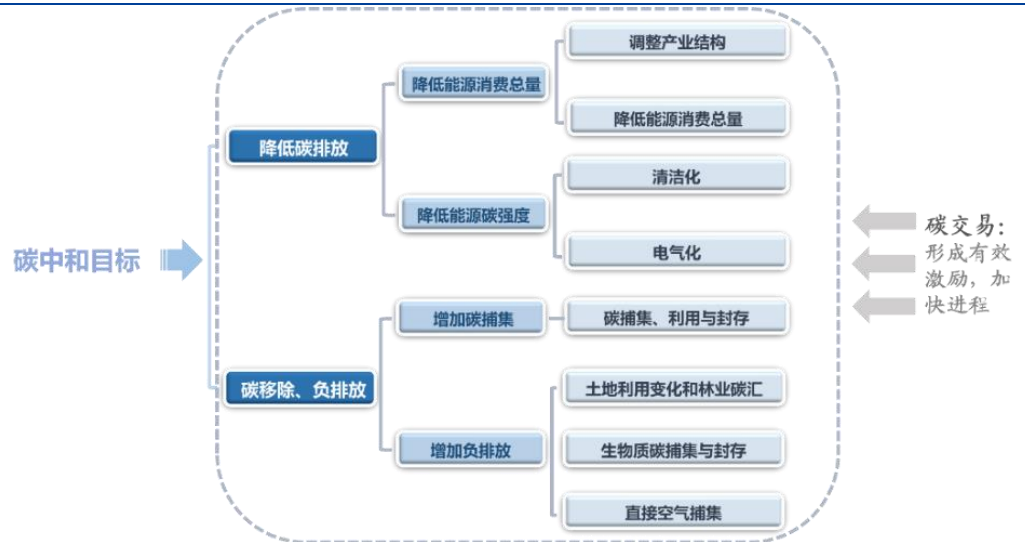 调整产业结构
降低能源消费总量
降低能源消费总量
降低碳排放
清洁化
降低能源碳强度
电气化
碳中和目标
碳交易：
形成有效
激励，加
快进程
增加碳捕集
碳捕集、利用与封存
碳移除、负排放
土地利用变化和林业碳汇
增加负排放
生物质碳捕集与封存
直接空气捕集